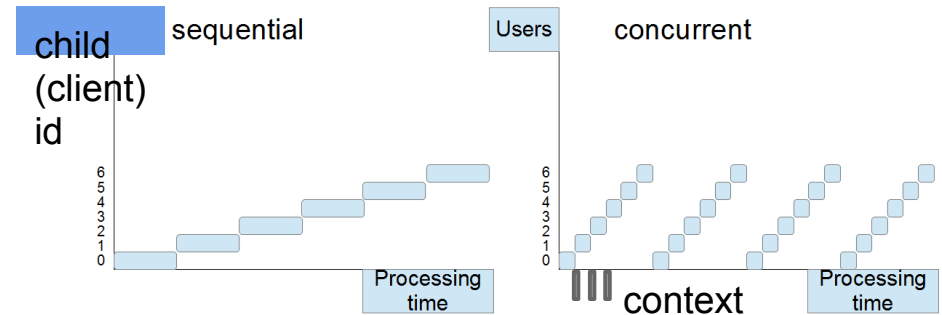 sequential
child
(client)
id
6
5
4
3
2
1
0
Processing
time
Users
concurrent
6
5
4
3
2
1
0
context
Processing
time